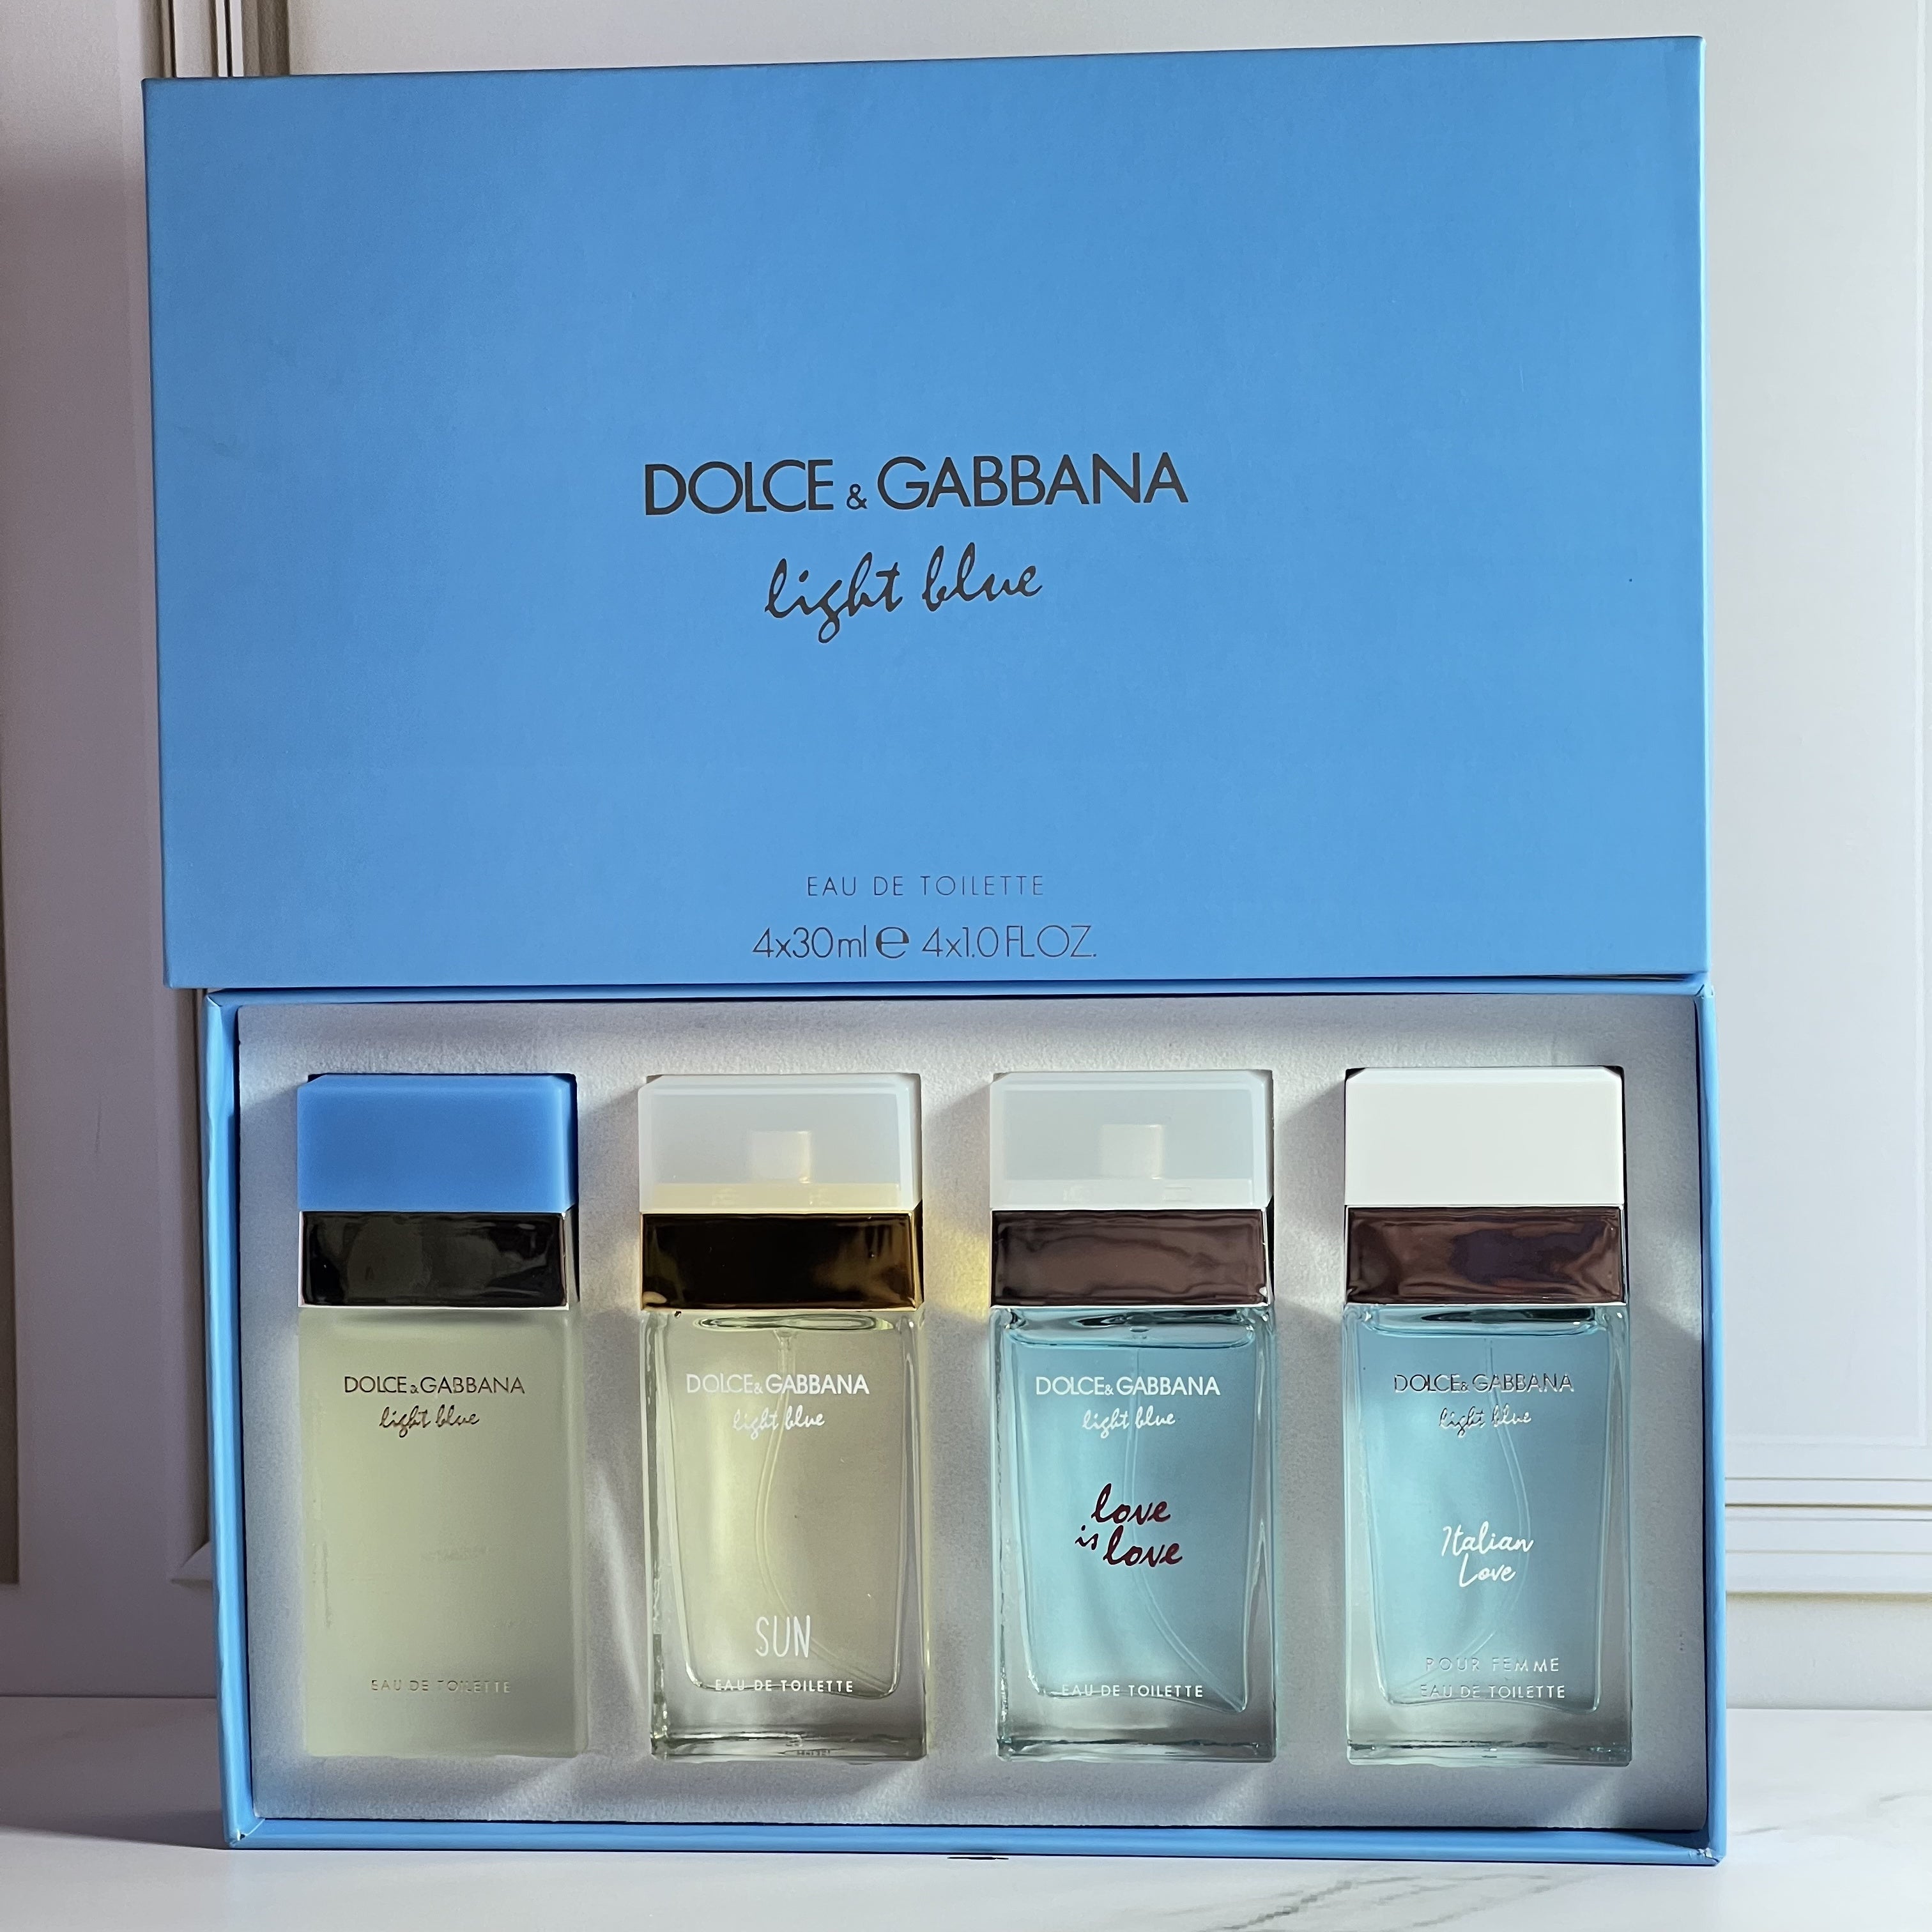 DOLCE & GABBANA
light blue
EAU DE TOILETTE
4x30ml e 4x1.0 FL.OZ.
DOLCE & GABBANA
light blue
EAU DE TOILETTE
DOLCE & GABBANA
light blue
SUN
EAU DE TOILETTE
DOLCE & GABBANA
light blue
love
is love
EAU DE TOILETTE
DOLCE & GABBANA
light blue
Italian
Love
POUR FEMME
EAU DE TOILETTE